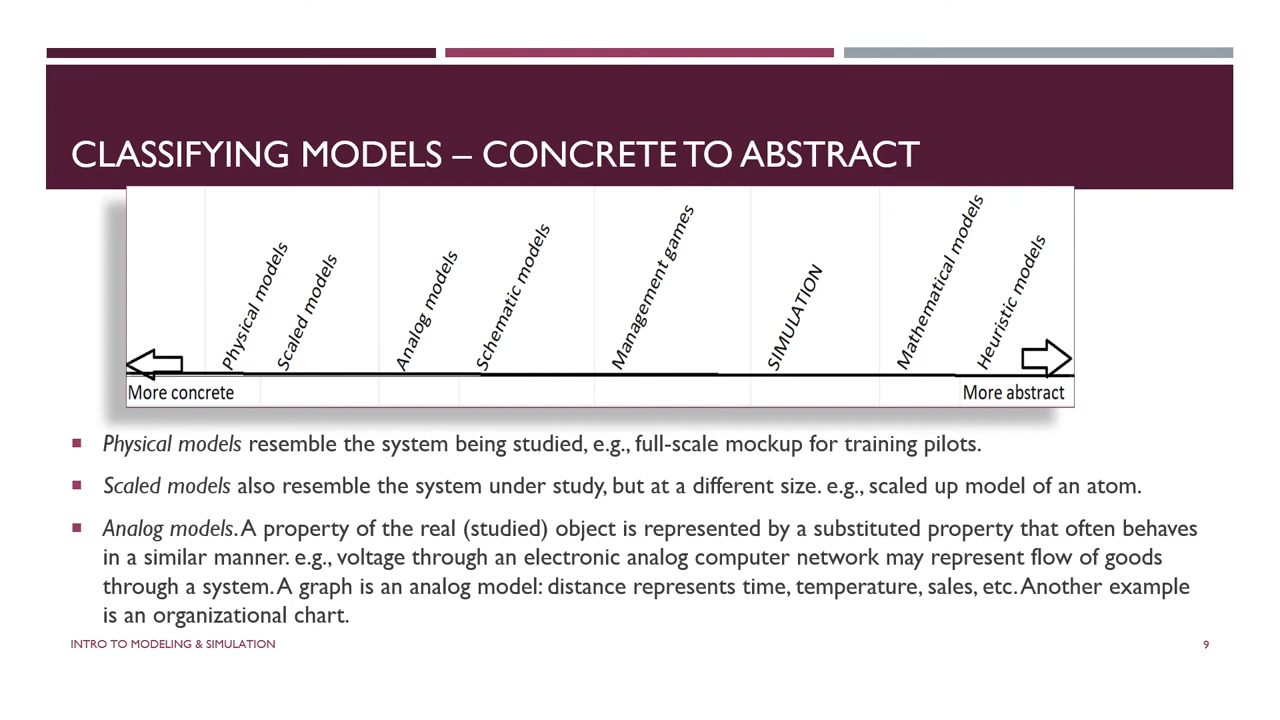 CLASSIFYING MODELS – CONCRETE TO ABSTRACT
Physical models
Scaled models
Analog models
Schematic models
Management games
SIMULATION
Mathematical models
Heuristic models
More concrete
More abstract
Physical models resemble the system being studied, e.g., full-scale mockup for training pilots.
Scaled models also resemble the system under study, but at a different size. e.g., scaled up model of an atom.
Analog models. A property of the real (studied) object is represented by a substituted property that often behaves
in a similar manner. e.g., voltage through an electronic analog computer network may represent flow of goods
through a system. A graph is an analog model: distance represents time, temperature, sales, etc. Another example
is an organizational chart.
INTRO TO MODELING & SIMULATION
9